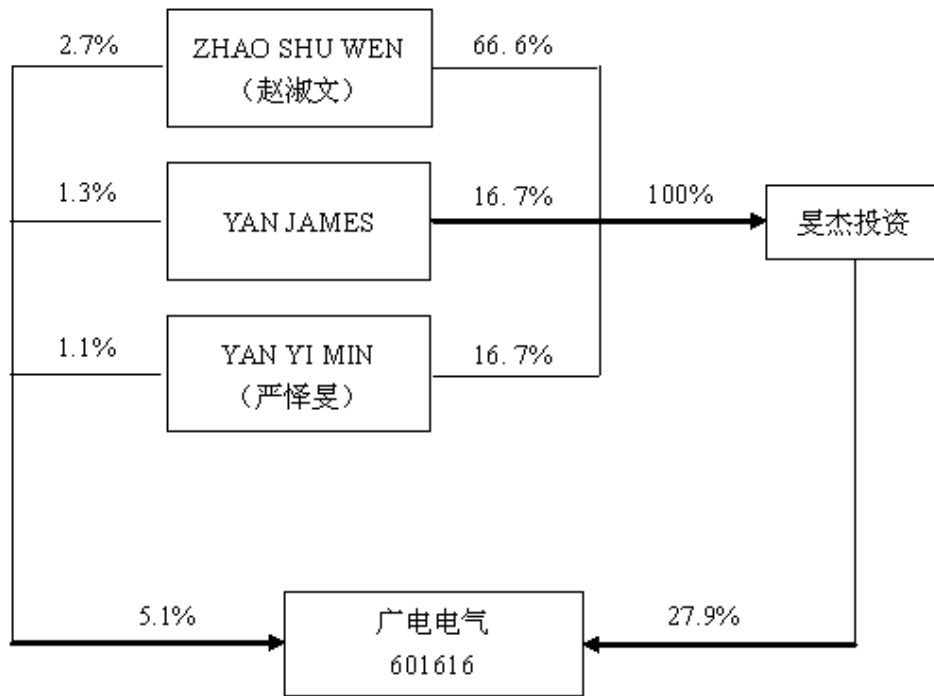 2.7%
ZHAO SHU WEN
（赵淑文）
66. 6%
1.3%
YAN JAMES
16. 7%
100%
旻杰投资
1.1%
YAN YI MIN
（严怿旻）
16. 7%
5.1%
广电电气
601616
27.9%